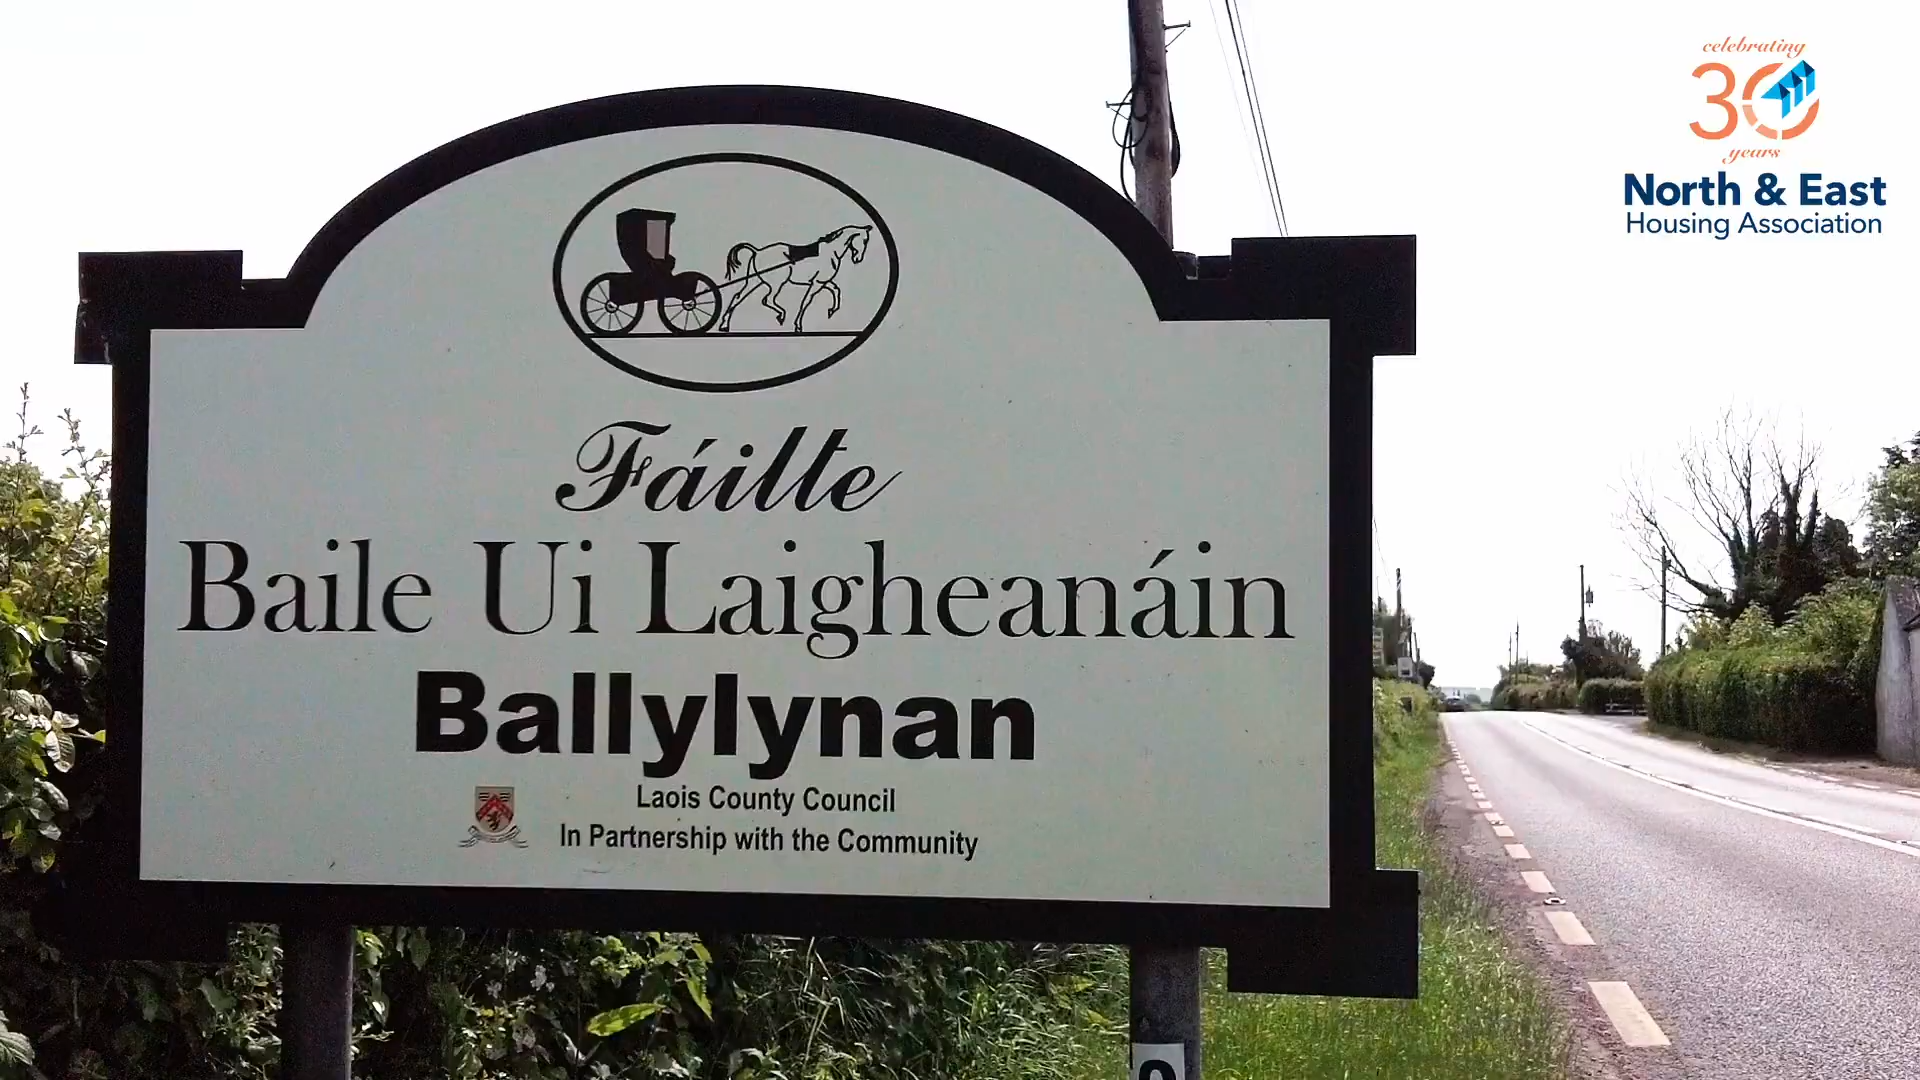 celebrating
30
years
North & East
Housing Association
Fáilte
Baile Ui Laigheanáin
Ballylynan
Laois County Council
In Partnership with the Community